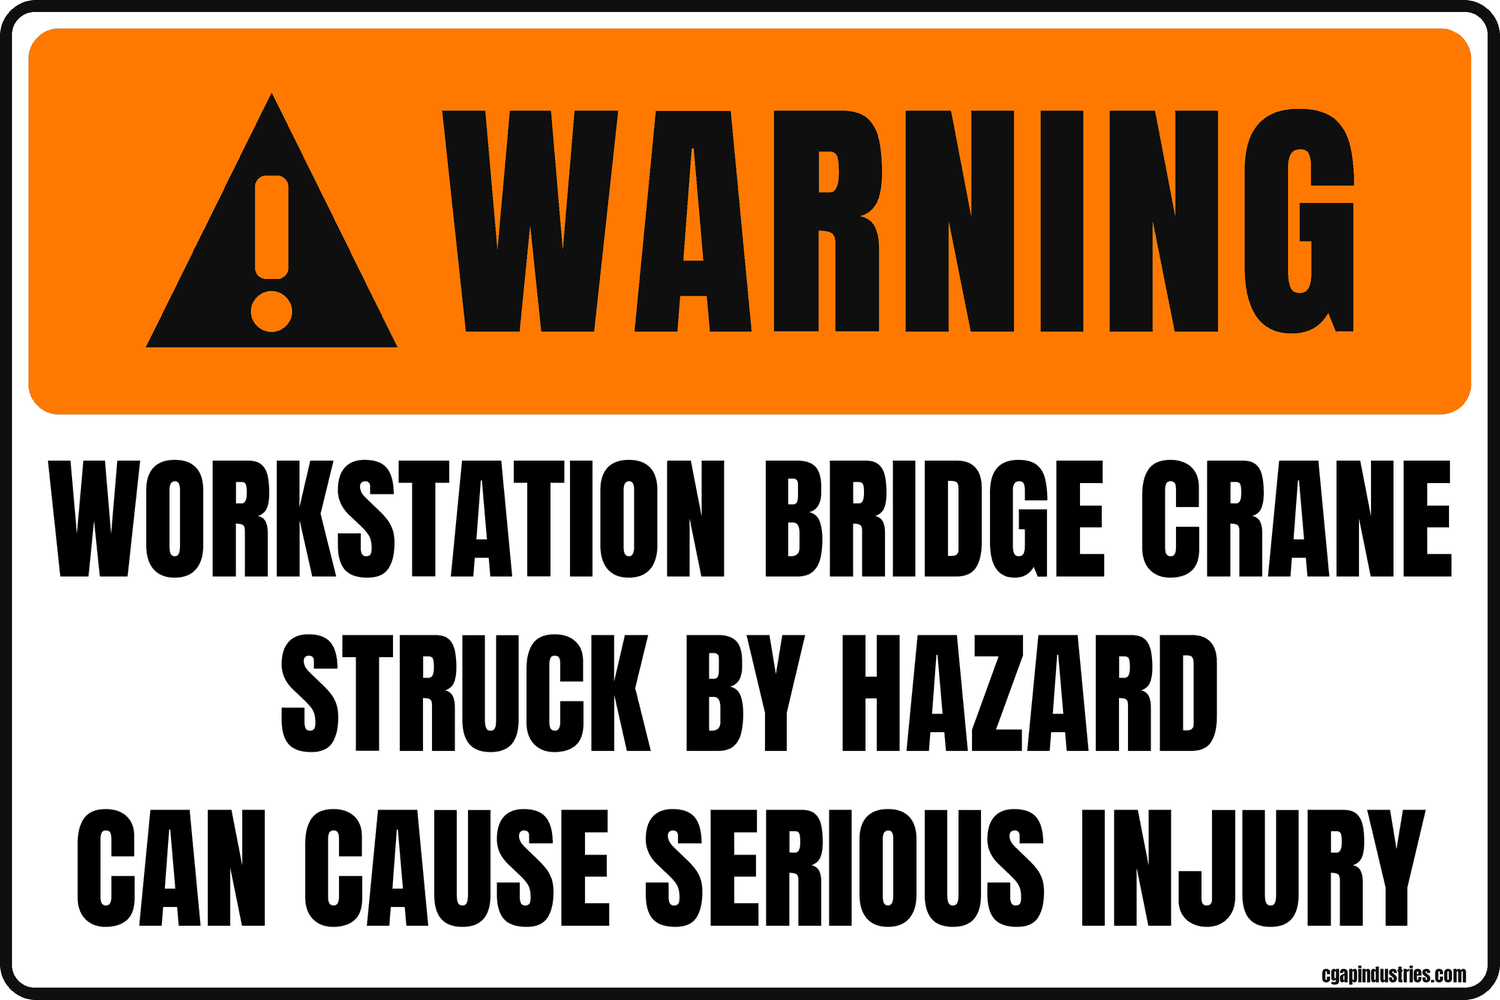 WARNING
WORKSTATION BRIDGE CRANE
STRUCK BY HAZARD
CAN CAUSE SERIOUS INJURY
cgapindustries.com